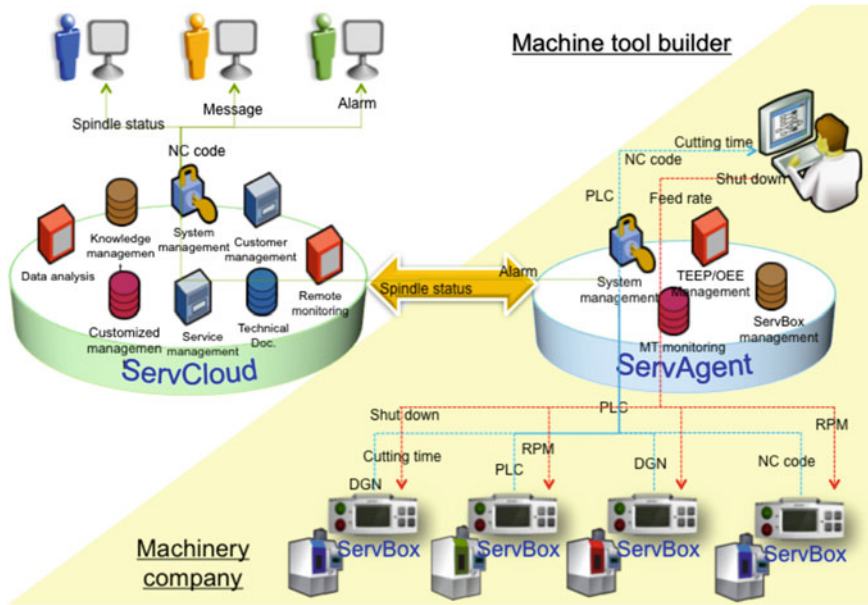 Machine tool builder
Spindle status
Message
Alarm
NC code
Data analysis
Knowledge
managemen
t
System
management
Customer
management
Remote
monitoring
Customized
managemen
Service
management
Technical
Doc.
ServCloud
Alarm
Spindle status
Cutting time
NC code
Shut down
PLC
Feed rate
System
management
TEEP/OEE
Management
ServBox
management
MT monitoring
ServAgent
PLC
Shut down
Cutting time
DGN
RPM
PLC
DGN
RPM
NC code
ServBox
ServBox
ServBox
ServBox
Machinery
company